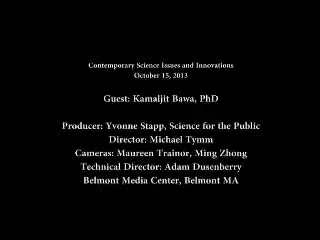 Contemporary Science Issues and Innovations
October 15, 2013
Guest: Kamaljit Bawa, PhD
Producer: Yvonne Stapp, Science for the Public
Director: Michael Tymm
Cameras: Maureen Trainor, Ming Zhong
Technical Director: Adam Dusenberry
Belmont Media Center, Belmont MA